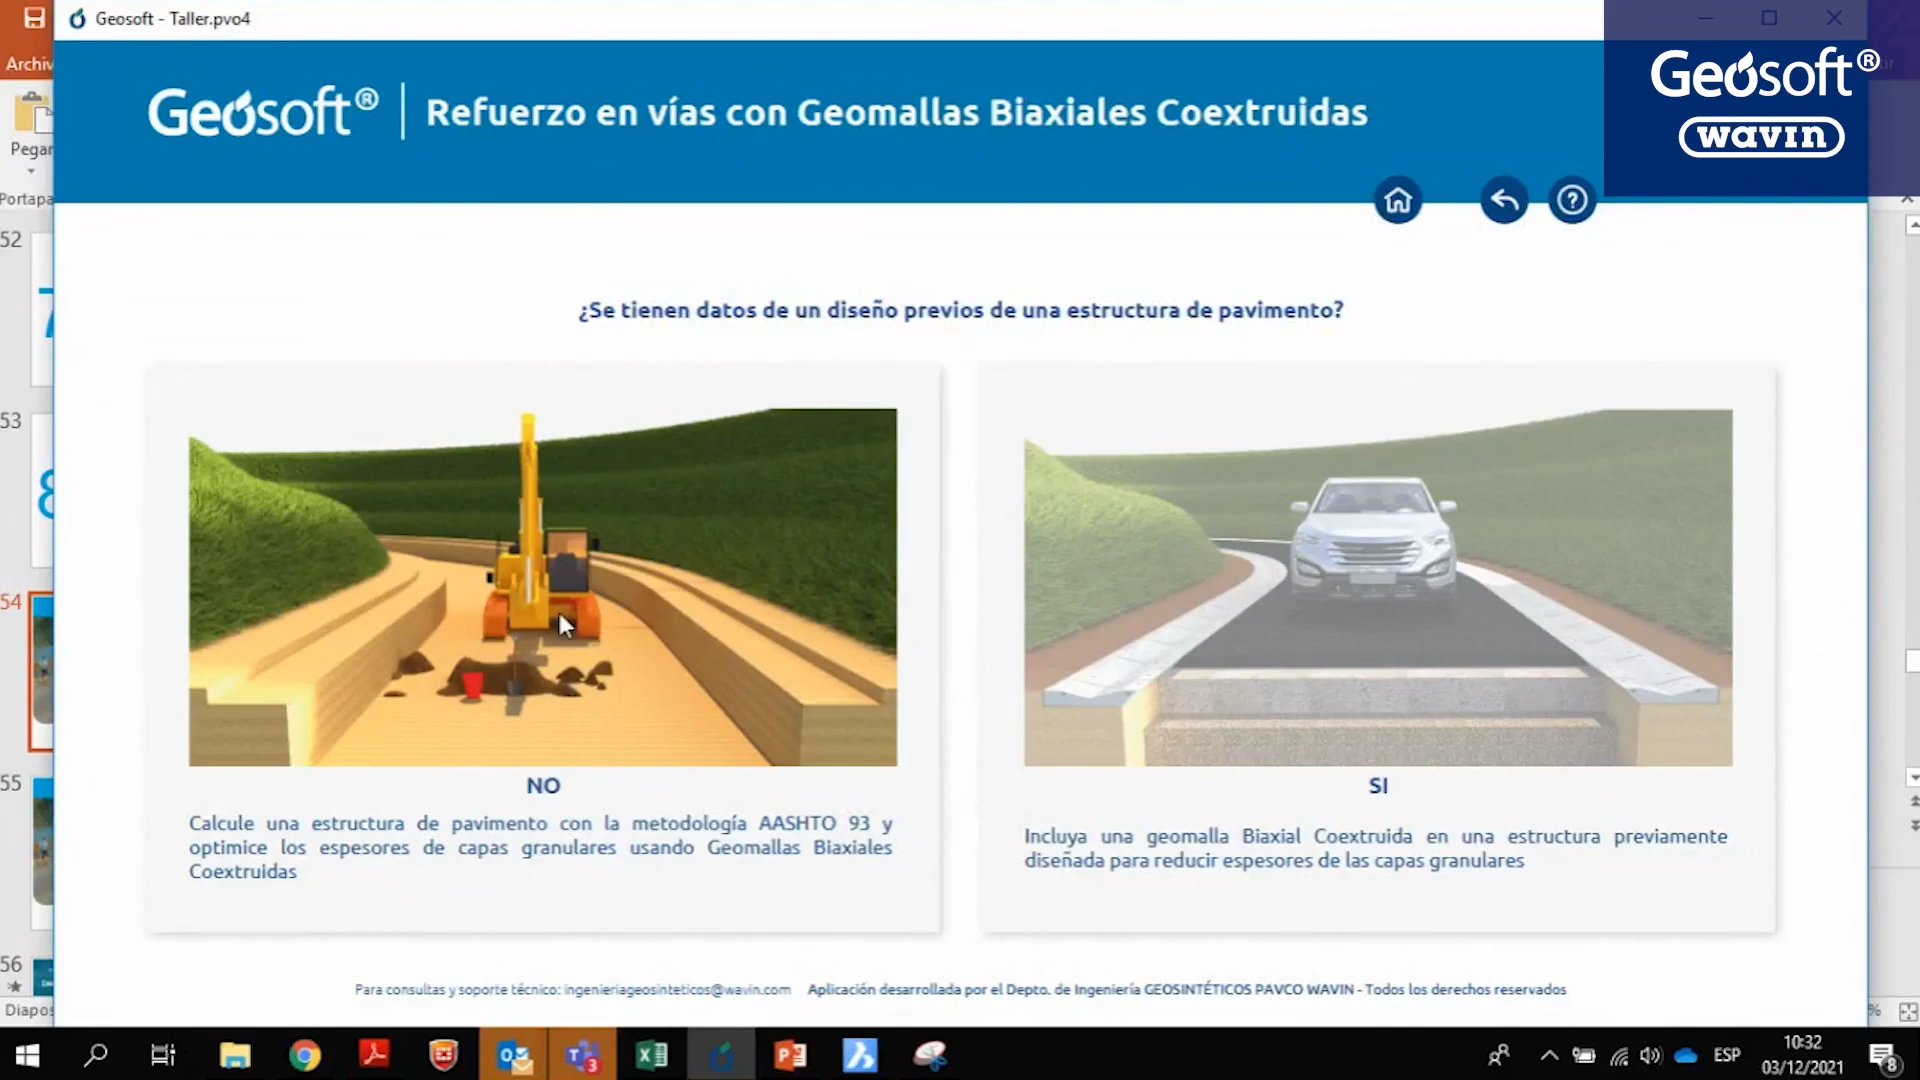 Geosoft - Taller.pvo4
Archiv
Pegar
Portapa
52
53
54
55
56
Diapos
Geosoft® | Refuerzo en vías con Geomallas Biaxiales Coextruidas
Geosoft®
wavin
¿Se tienen datos de un diseño previos de una estructura de pavimento?
NO
Calcule una estructura de pavimento con la metodología AASHTO 93 y
optimice los espesores de capas granulares usando Geomallas Biaxiales
Coextruidas
SI
Incluya una geomalla Biaxial Coextruida en una estructura previamente
diseñada para reducir espesores de las capas granulares
Para consultas y soporte técnico: ingenieriageosinteticos@wavin.com Aplicación desarrollada por el Depto. de Ingeniería GEOSINTÉTICOS PAVCO WAVIN - Todos los derechos reservados
%
3
ESP
10:32
03/12/2021
8